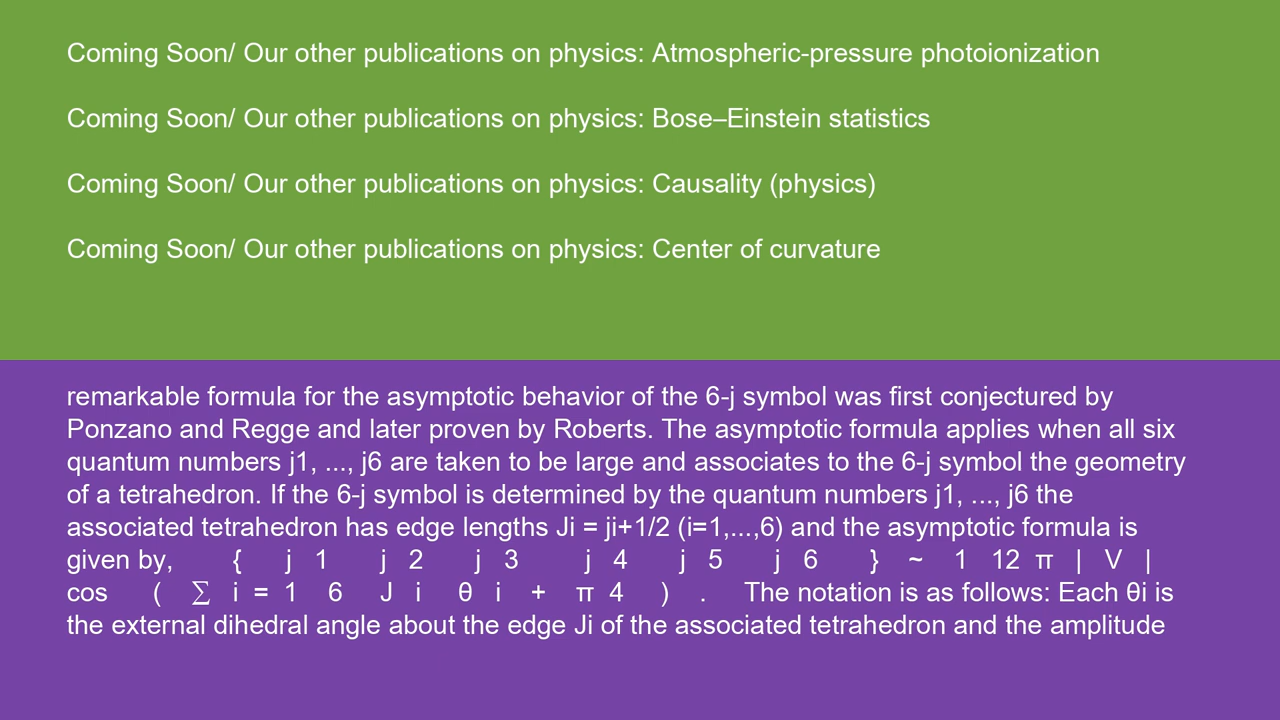 Coming Soon/ Our other publications on physics: Atmospheric-pressure photoionization
Coming Soon/ Our other publications on physics: Bose–Einstein statistics
Coming Soon/ Our other publications on physics: Causality (physics)
Coming Soon/ Our other publications on physics: Center of curvature
remarkable formula for the asymptotic behavior of the 6-j symbol was first conjectured by
Ponzano and Regge and later proven by Roberts. The asymptotic formula applies when all six
quantum numbers j1, ..., j6 are taken to be large and associates to the 6-j symbol the geometry
of a tetrahedron. If the 6-j symbol is determined by the quantum numbers j1, ..., j6 the
associated tetrahedron has edge lengths Ji = ji+1/2 (i=1,...,6) and the asymptotic formula is
given by, { j 1 j 2 j 3 j 4 j 5 j 6 } ~ 1 12 π | V |
cos ( ∑ i = 1 6 J i θ i + π 4 ) . The notation is as follows: Each θi is
the external dihedral angle about the edge Ji of the associated tetrahedron and the amplitude